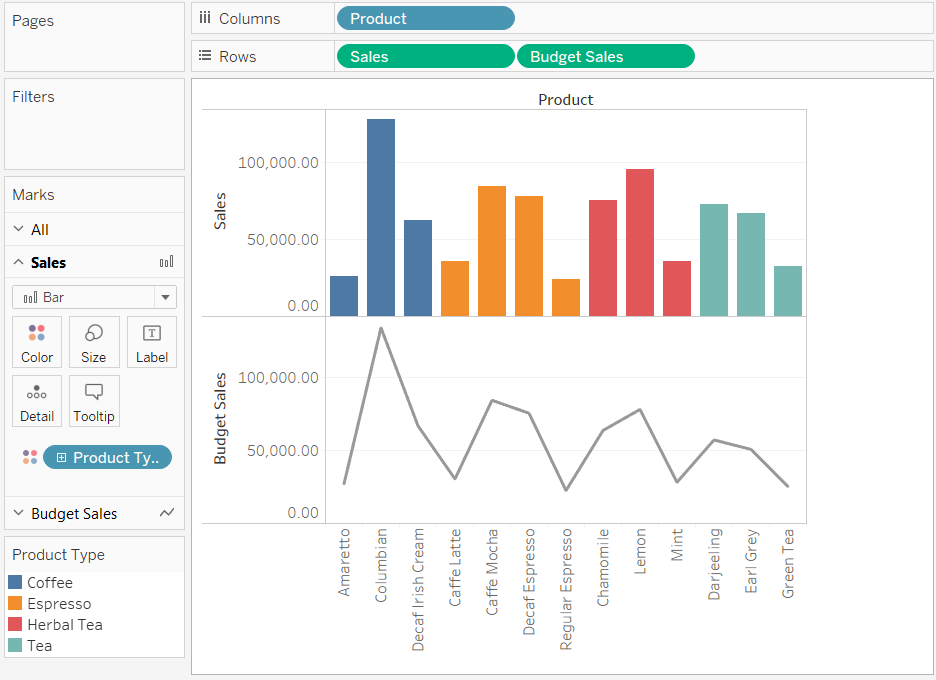 Pages
Columns
Product
Rows
Sales
Budget Sales
Filters
Marks
All
Sales
Bar
Color
Size
Label
Detail
Tooltip
Product Ty..
Budget Sales
Product Type
Coffee
Espresso
Herbal Tea
Tea
Product
Sales
100,000.00
50,000.00
0.00
Budget Sales
100,000.00
50,000.00
0.00
Amaretto
Columbian
Decaf Irish Cream
Caffe Latte
Caffe Mocha
Decaf Espresso
Regular Espresso
Chamomile
Lemon
Mint
Darjeeling
Earl Grey
Green Tea